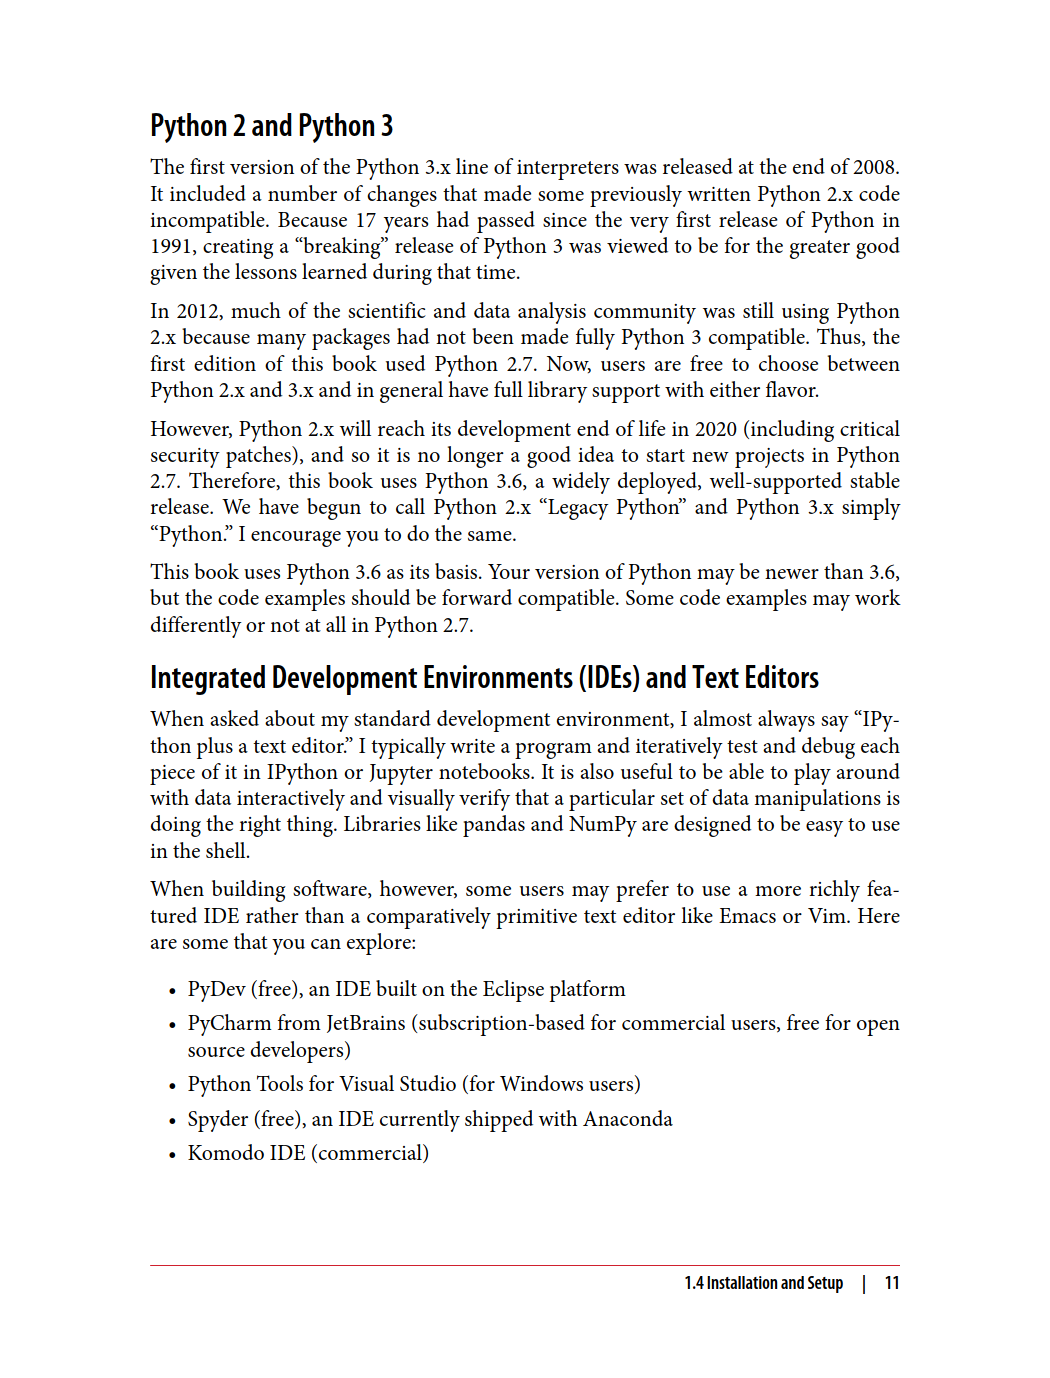 Python 2 and Python 3
The first version of the Python 3.x line of interpreters was released at the end of 2008.
It included a number of changes that made some previously written Python 2.x code
incompatible. Because 17 years had passed since the very first release of Python in
1991, creating a “breaking” release of Python 3 was viewed to be for the greater good
given the lessons learned during that time.
In 2012, much of the scientific and data analysis community was still using Python
2.x because many packages had not been made fully Python 3 compatible. Thus, the
first edition of this book used Python 2.7. Now, users are free to choose between
Python 2.x and 3.x and in general have full library support with either flavor.
However, Python 2.x will reach its development end of life in 2020 (including critical
security patches), and so it is no longer a good idea to start new projects in Python
2.7. Therefore, this book uses Python 3.6, a widely deployed, well-supported stable
release. We have begun to call Python 2.x “Legacy Python” and Python 3.x simply
“Python.” I encourage you to do the same.
This book uses Python 3.6 as its basis. Your version of Python may be newer than 3.6,
but the code examples should be forward compatible. Some code examples may work
differently or not at all in Python 2.7.
Integrated Development Environments (IDEs) and Text Editors
When asked about my standard development environment, I almost always say “IPy-
thon plus a text editor.” I typically write a program and iteratively test and debug each
piece of it in IPython or Jupyter notebooks. It is also useful to be able to play around
with data interactively and visually verify that a particular set of data manipulations is
doing the right thing. Libraries like pandas and NumPy are designed to be easy to use
in the shell.
When building software, however, some users may prefer to use a more richly fea-
tured IDE rather than a comparatively primitive text editor like Emacs or Vim. Here
are some that you can explore:
• PyDev (free), an IDE built on the Eclipse platform
• PyCharm from JetBrains (subscription-based for commercial users, free for open
source developers)
• Python Tools for Visual Studio (for Windows users)
• Spyder (free), an IDE currently shipped with Anaconda
• Komodo IDE (commercial)
1.4 Installation and Setup | 11